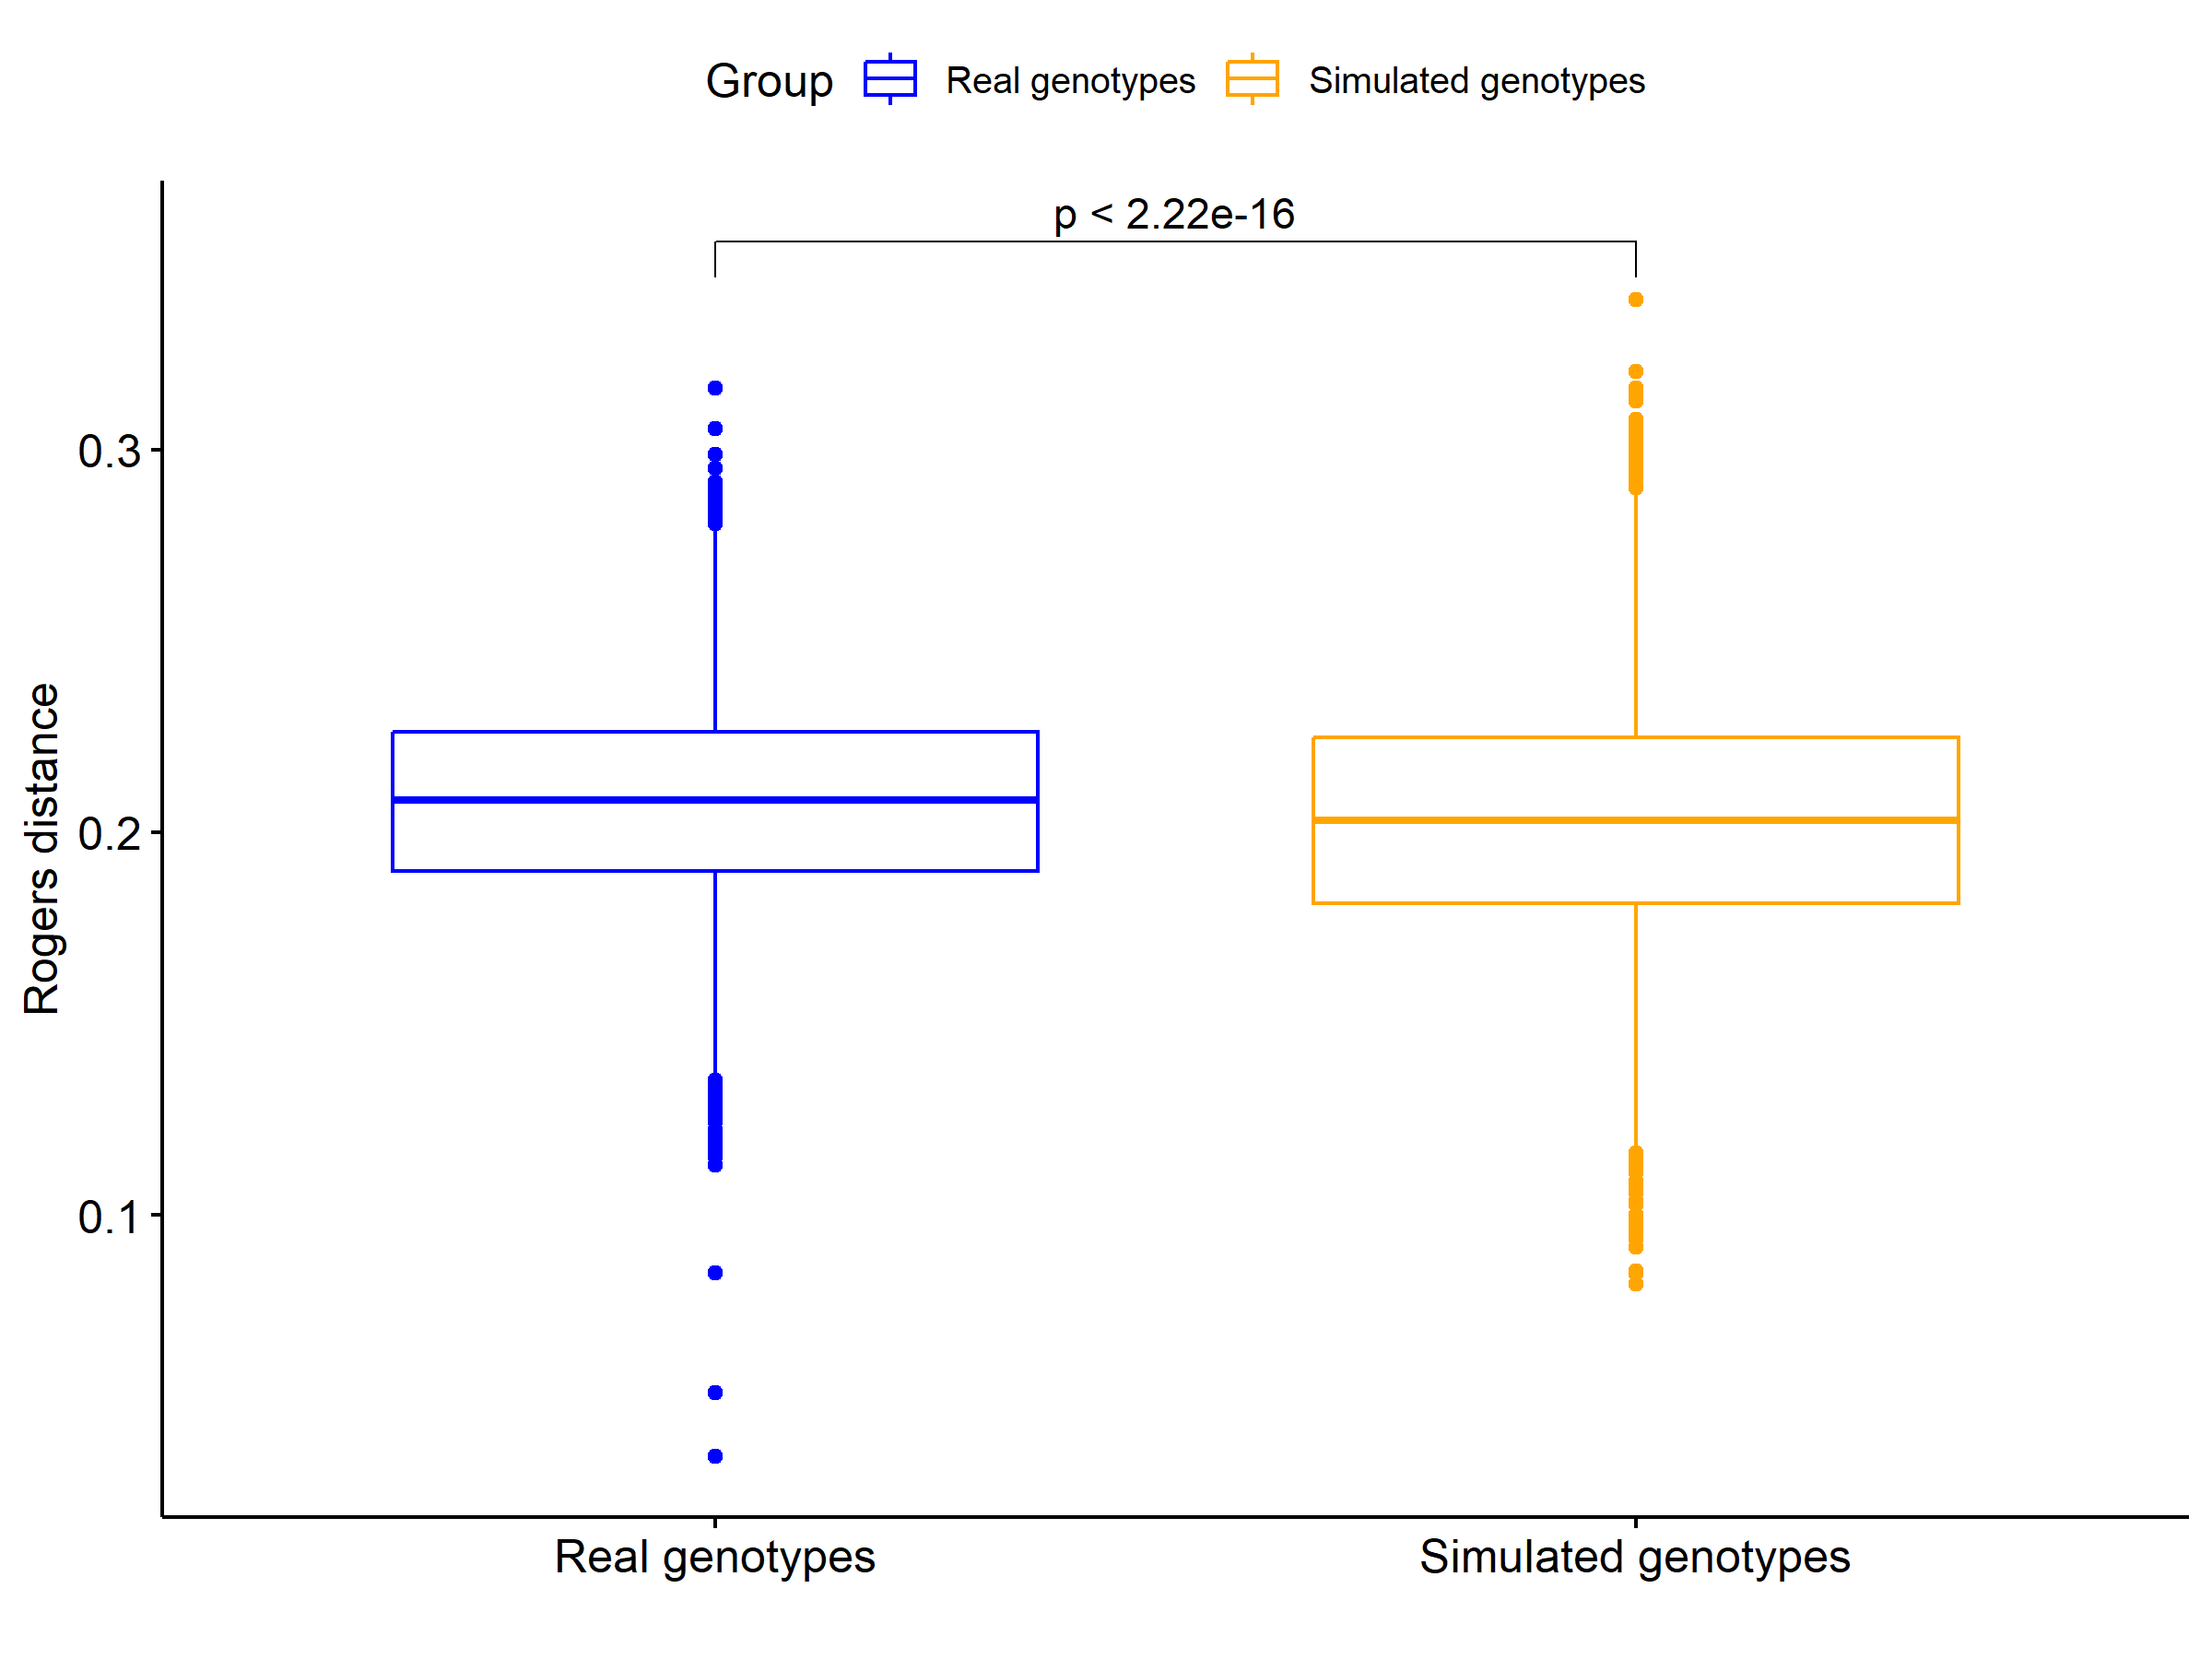 Group Real genotypes Simulated genotypes
p < 2.22e-16
0.3
0.2
0.1
Rogers distance
Real genotypes Simulated genotypes